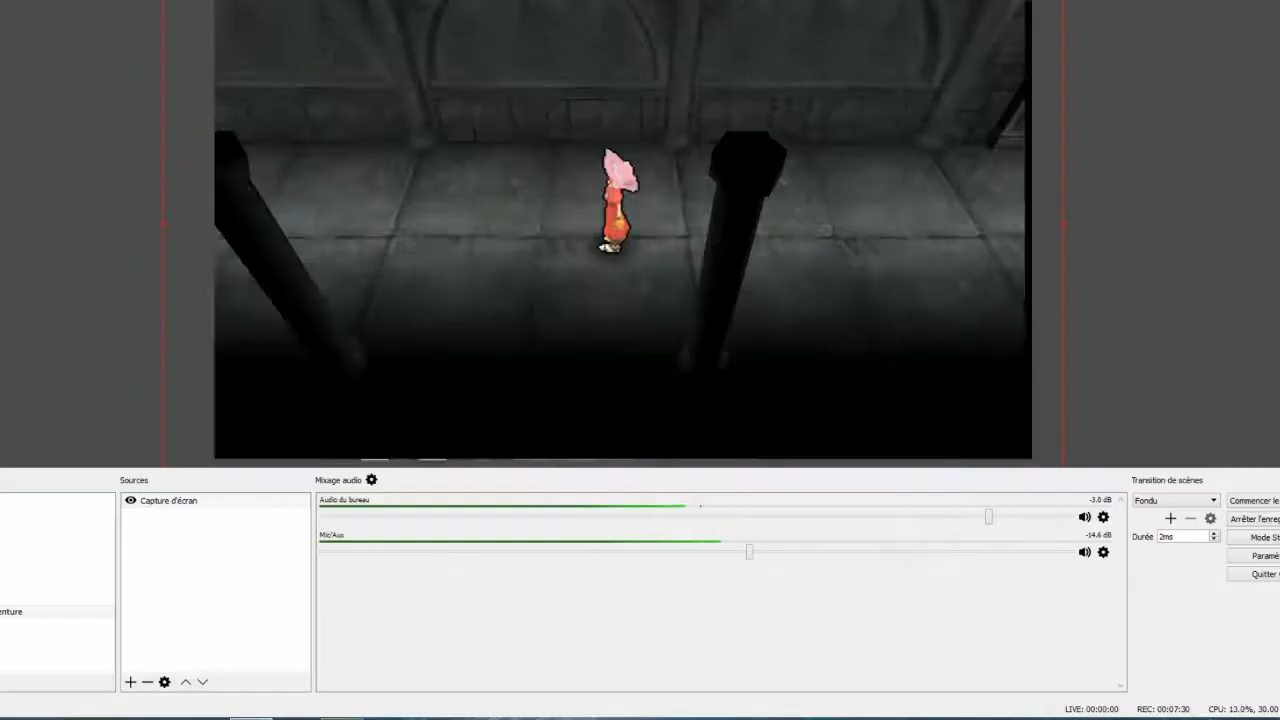 Sources
Mixage audio
Transition de scènes
Capture d'écran
Audio du bureau
-3.0 dB
Fondu
Commencer le
Arrêter l'enreg
Mic/Aux
-14.6 dB
Durée
2ms
Mode St
Paramè
Quitter
enture
LIVE: 00:00:00
REC: 00:07:30
CPU: 13.0%, 30.00